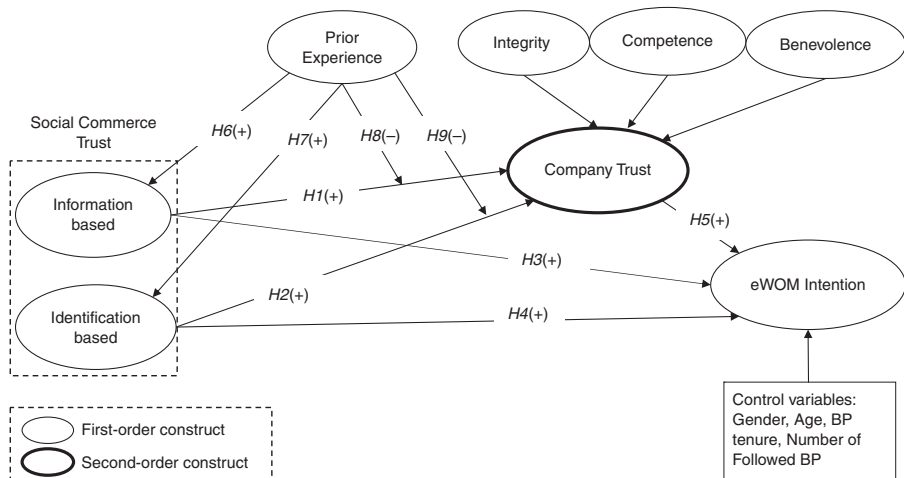 Prior
Experience
Integrity
Competence
Benevolence
Social Commerce
Trust
H6(+)
H7(+)
H8(–)
H9(–)
Company Trust
Information
based
H1(+)
H5(+)
H3(+)
H2(+)
eWOM Intention
Identification
based
H4(+)
Control variables:
Gender, Age, BP
tenure, Number of
Followed BP
First-order construct
Second-order construct